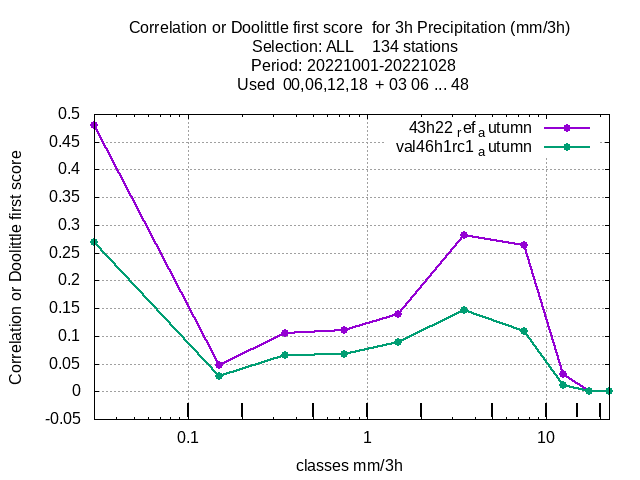 Correlation or Doolittle first score  for 3h Precipitation (mm/3h)
Selection: ALL    134 stations
Period: 20221001-20221028
Used  00,06,12,18  + 03 06 ... 48
43h22 ref autumn
val46h1rc1 autumn
Correlation or Doolittle first score
0.5
0.45
0.4
0.35
0.3
0.25
0.2
0.15
0.1
0.05
0
-0.05
0.1
1
10
classes mm/3h